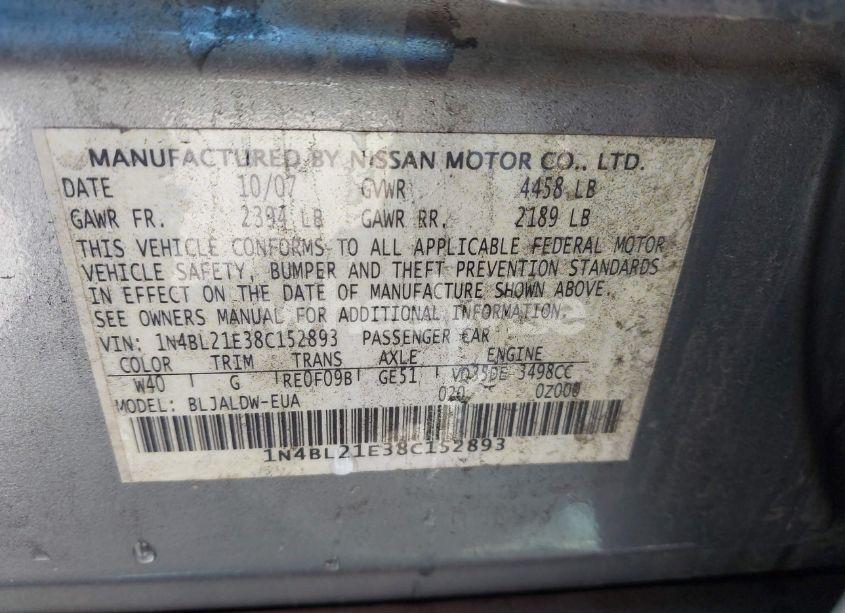 MANUFACTURED BY NISSAN MOTOR CO., LTD.
DATE 10/07 GVWR 4458 LB
GAWR FR. 2394 LB GAWR RR. 2189 LB
THIS VEHICLE CONFORMS TO ALL APPLICABLE FEDERAL MOTOR
VEHICLE SAFETY, BUMPER AND THEFT PREVENTION STANDARDS
IN EFFECT ON THE DATE OF MANUFACTURE SHOWN ABOVE.
SEE OWNERS MANUAL FOR ADDITIONAL INFORMATION.
VIN: 1N4BL21E38C152893 PASSENGER CAR
COLOR TRIM TRANS AXLE ENGINE
W40 G RE0F09B GE51 VQ35DE 3498CC
MODEL: BLJALDW-EUA 020 0Z000
1N4BL21E38C152893